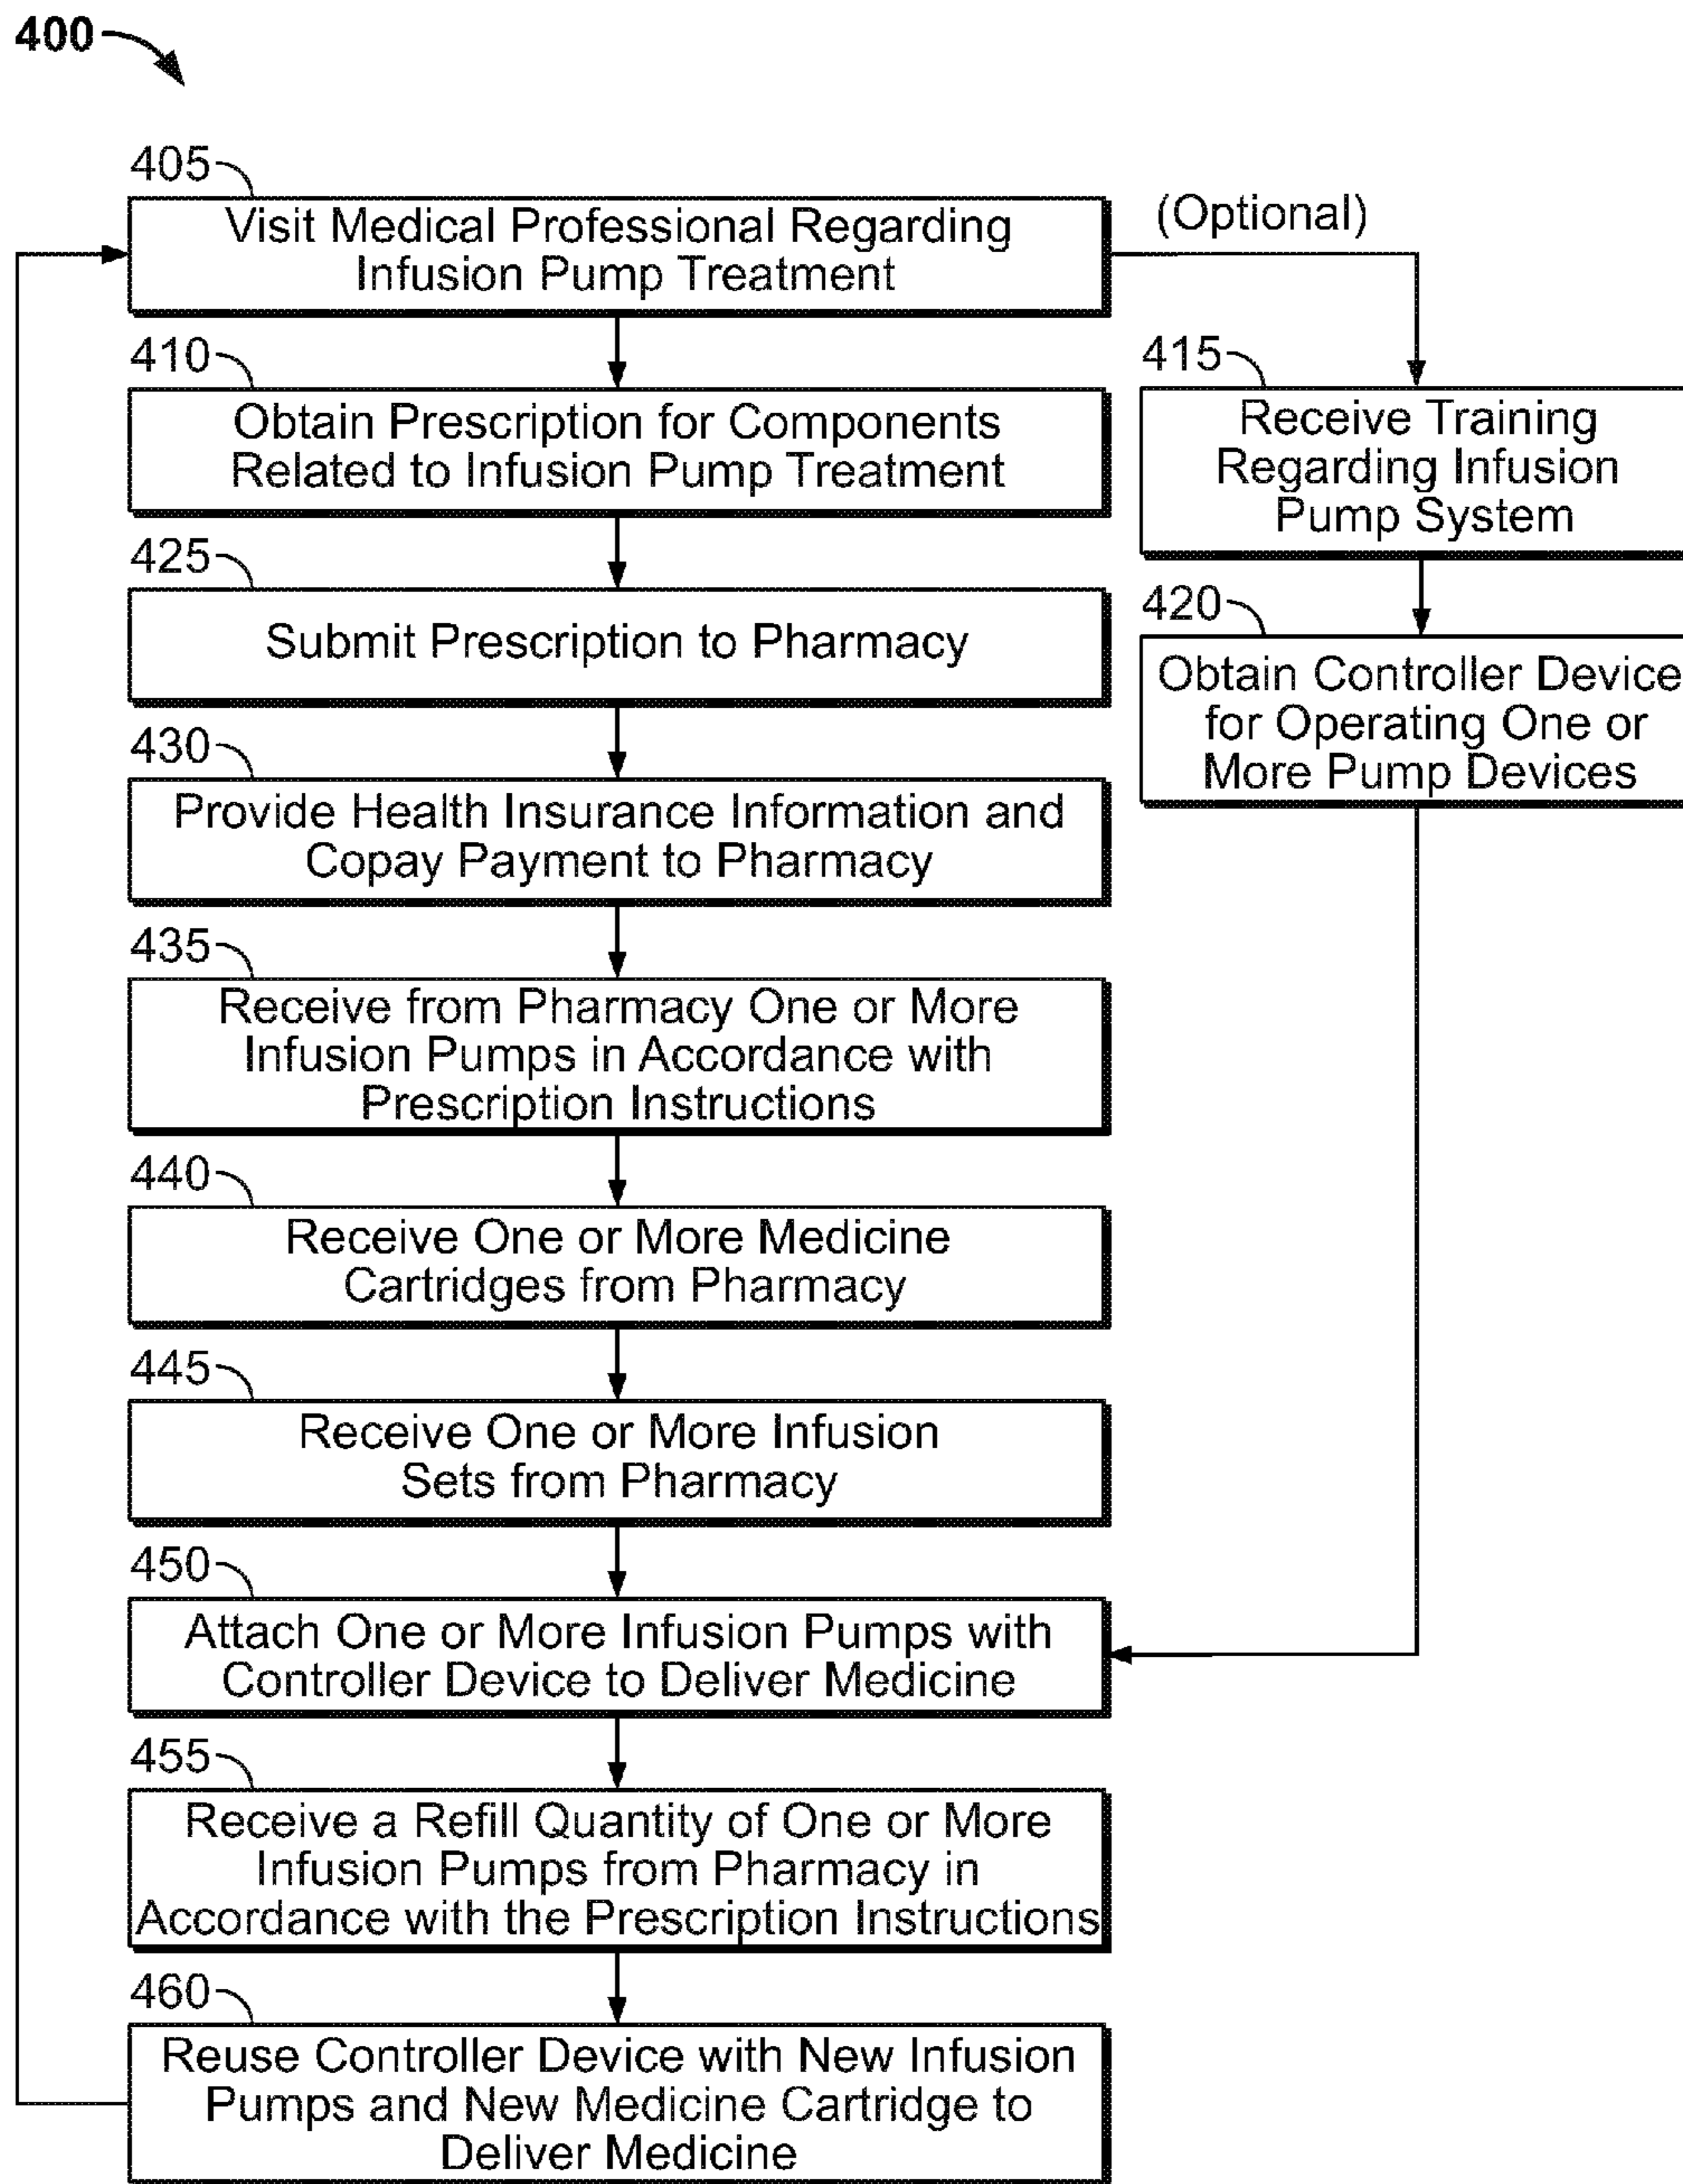 400
405
Visit Medical Professional Regarding
Infusion Pump Treatment
(Optional)
410
Obtain Prescription for Components
Related to Infusion Pump Treatment
415
Receive Training
Regarding Infusion
Pump System
425
Submit Prescription to Pharmacy
420
Obtain Controller Device
for Operating One or
More Pump Devices
430
Provide Health Insurance Information and
Copay Payment to Pharmacy
435
Receive from Pharmacy One or More
Infusion Pumps in Accordance with
Prescription Instructions
440
Receive One or More Medicine
Cartridges from Pharmacy
445
Receive One or More Infusion
Sets from Pharmacy
450
Attach One or More Infusion Pumps with
Controller Device to Deliver Medicine
455
Receive a Refill Quantity of One or More
Infusion Pumps from Pharmacy in
Accordance with the Prescription Instructions
460
Reuse Controller Device with New Infusion
Pumps and New Medicine Cartridge to
Deliver Medicine